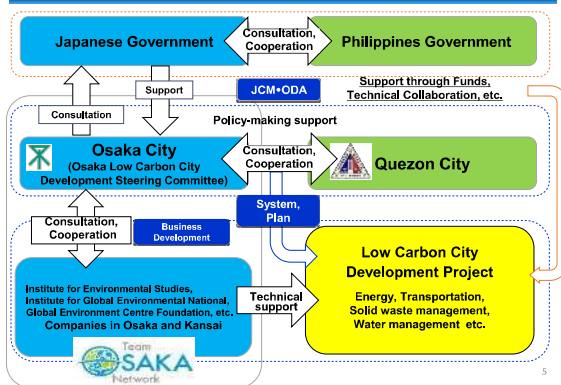 Japanese Government
Consultation,
Cooperation
Philippines Government
Support
Consultation
JCM•ODA
Support through Funds,
Technical Collaboration, etc.
Policy-making support
Osaka City
(Osaka Low Carbon City
Development Steering Committee)
Consultation,
Cooperation
Quezon City
System,
Plan
Consultation,
Cooperation
Business
Development
Low Carbon City
Development Project
Energy, Transportation,
Solid waste management,
Water management etc.
Institute for Environmental Studies,
Institute for Global Environmental National,
Global Environment Centre Foundation, etc.
Companies in Osaka and Kansai
Technical
support
Team
OSAKA
Network
5